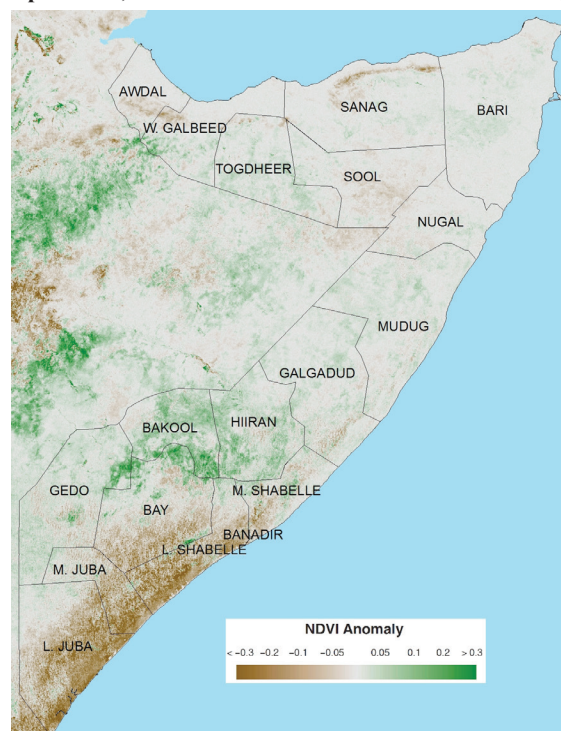 AWDAL
SANAG
BARI
W. GALBEED
TOGDHEER
SOOL
NUGAL
MUDUG
GALGADUD
BAKOOL
HIIRAN
GEDO
M. SHABELLE
BAY
BANADIR
L. SHABELLE
M. JUBA
L. JUBA
NDVI Anomaly
< -0.3 -0.2 -0.1 -0.05 0.05 0.1 0.2 > 0.3